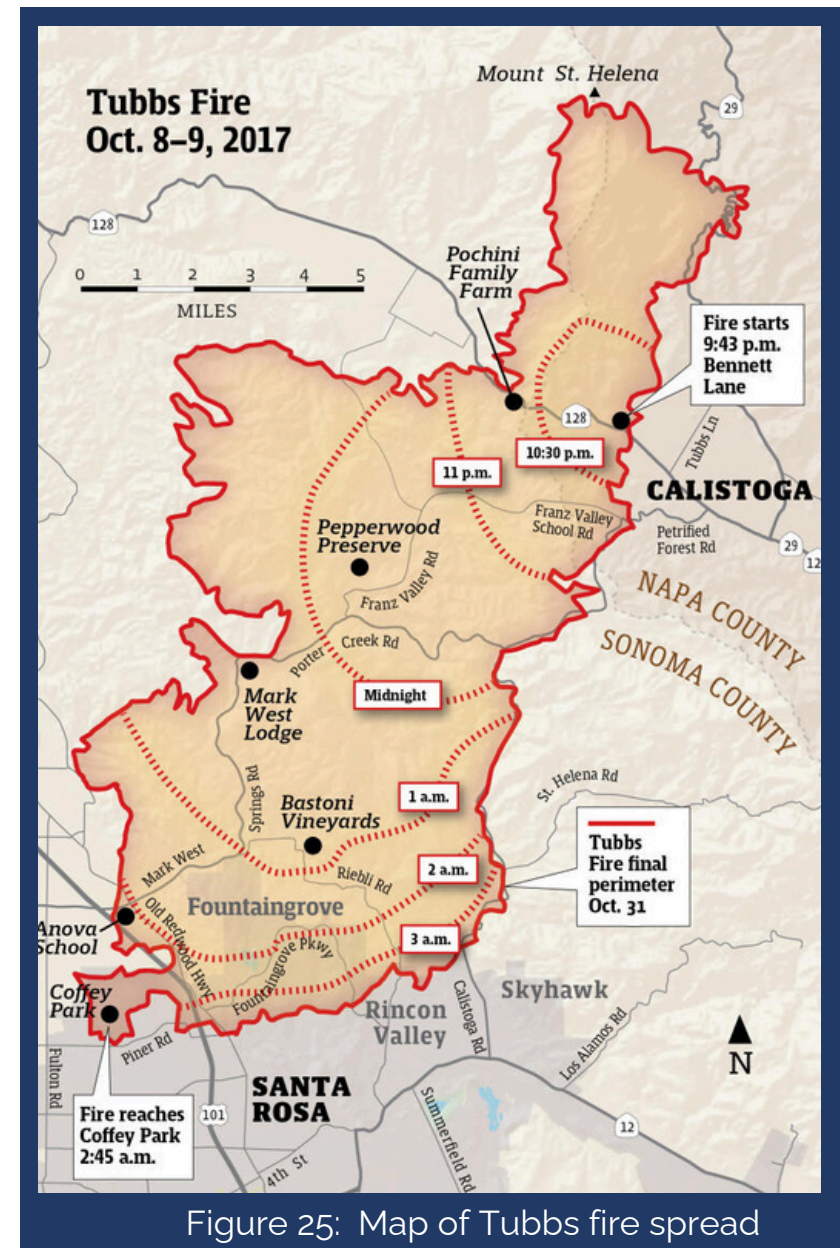 Mount St. Helena
Tubbs Fire
Oct. 8–9, 2017
29
128
0 1 2 3 4 5
MILES
Pochini
Family
Farm
Fire starts
9:43 p.m.
Bennett
Lane
128
Tubbs Ln
10:30 p.m.
11 p.m.
CALISTOGA
Franz Valley
School Rd
Petrified
Forest Rd
29
12
Pepperwood
Preserve
Franz Valley Rd
NAPA COUNTY
SONOMA COUNTY
Porter Creek Rd
Midnight
Mark
West
Lodge
St. Helena Rd
Springs Rd
1 a.m.
Bastoni
Vineyards
Tubbs
Fire final
perimeter
Oct. 31
Mark West
2 a.m.
Riebli Rd
Fountaingrove
Anova
School
Old Redwood Hwy
3 a.m.
Fountaingrove Pkwy
Coffey
Park
Skyhawk
Rincon
Valley
Calistoga Rd
Los Alamos Rd
N
Piner Rd
Fulton Rd
SANTA
ROSA
Fire reaches
Coffey Park
2:45 a.m.
101
Summerfield Rd
12
4th St
Figure 25: Map of Tubbs fire spread